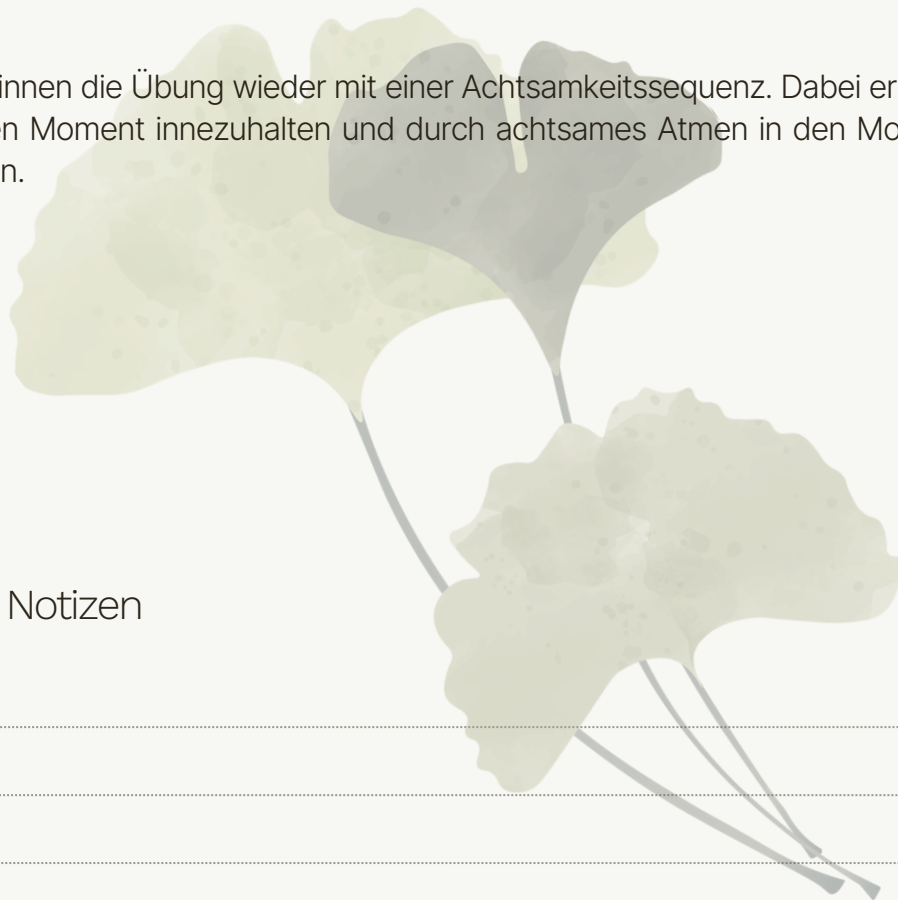 innen die Übung wieder mit einer Achtsamkeitssequenz. Dabei er
en Moment innezuhalten und durch achtsames Atmen in den Mo
n.
Notizen